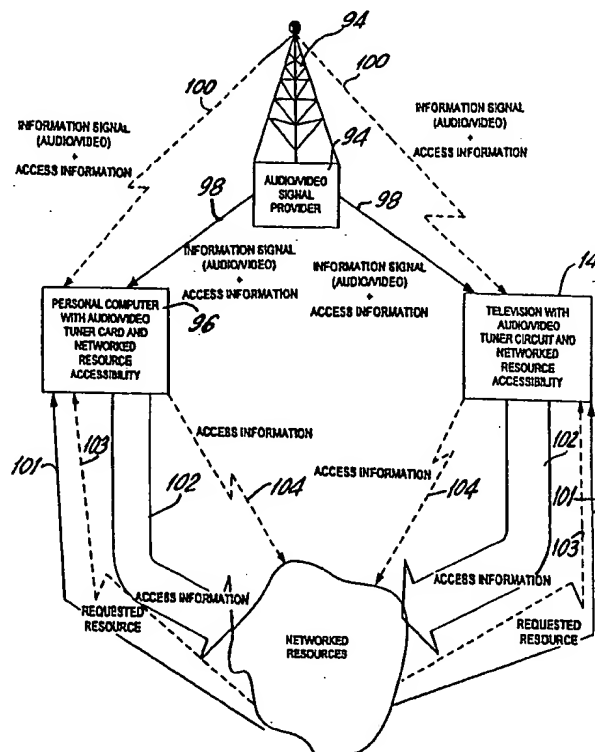 94
100
100
INFORMATION SIGNAL
(AUDIO/VIDEO)
+
ACCESS INFORMATION
INFORMATION SIGNAL
(AUDIO/VIDEO)
+
ACCESS INFORMATION
94
AUDIO/VIDEO
SIGNAL
PROVIDER
98
98
INFORMATION SIGNAL
(AUDIO/VIDEO)
+
ACCESS INFORMATION
INFORMATION SIGNAL
(AUDIO/VIDEO)
+
ACCESS INFORMATION
PERSONAL COMPUTER
WITH AUDIO/VIDEO
TUNER CARD AND
NETWORKED
RESOURCE
ACCESSIBILITY
96
14
TELEVISION WITH
AUDIO/VIDEO
TUNER CIRCUIT AND
NETWORKED
RESOURCE
ACCESSIBILITY
101
103
102
ACCESS INFORMATION
104
ACCESS INFORMATION
104
102
101
103
ACCESS INFORMATION
REQUESTED
RESOURCE
NETWORKED
RESOURCES
ACCESS INFORMATION
REQUESTED
RESOURCE